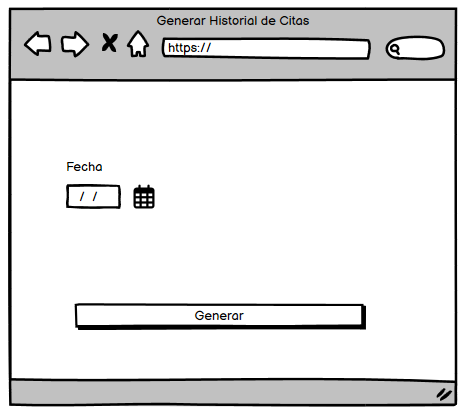 Generar Historial de Citas
https://
Fecha
/ /
Generar